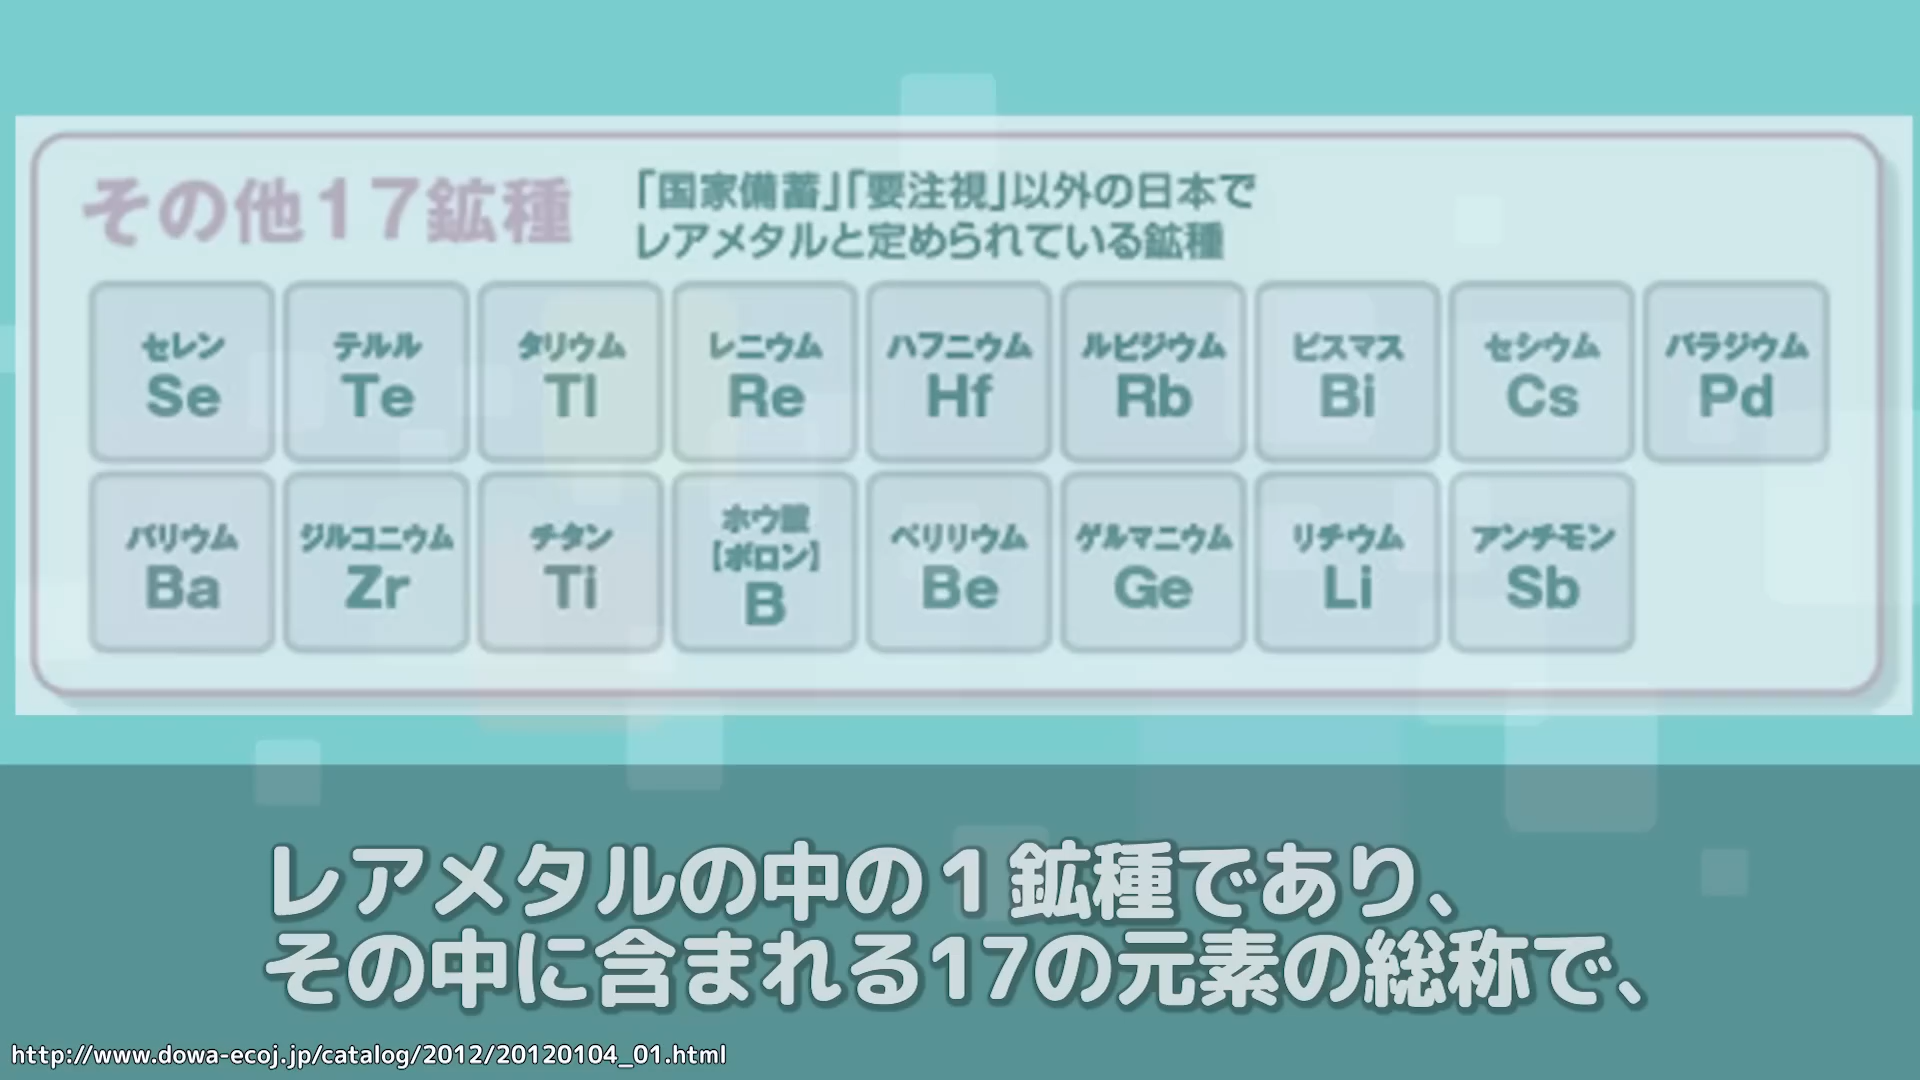 その他17鉱種
「国家備蓄」「要注視」以外の日本で
レアメタルと定められている鉱種
セレン
Se
テルル
Te
タリウム
Tl
レニウム
Re
ハフニウム
Hf
ルビジウム
Rb
ビスマス
Bi
セシウム
Cs
パラジウム
Pd
バリウム
Ba
ジルコニウム
Zr
チタン
Ti
ホウ酸
【ボロン】
B
ベリリウム
Be
ゲルマニウム
Ge
リチウム
Li
アンチモン
Sb
レアメタルの中の1鉱種であり、
その中に含まれる17の元素の総称で、
http://www.dowa-ecoj.jp/catalog/2012/20120104_01.html